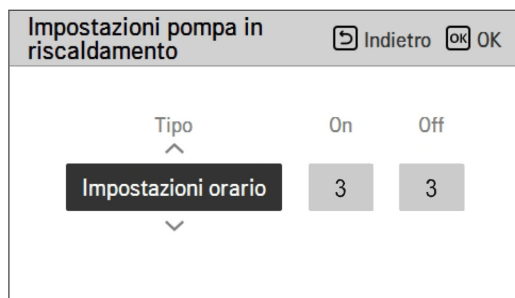 Impostazioni pompa in
riscaldamento
Indietro OK OK
Tipo On Off
Impostazioni orario 3 3